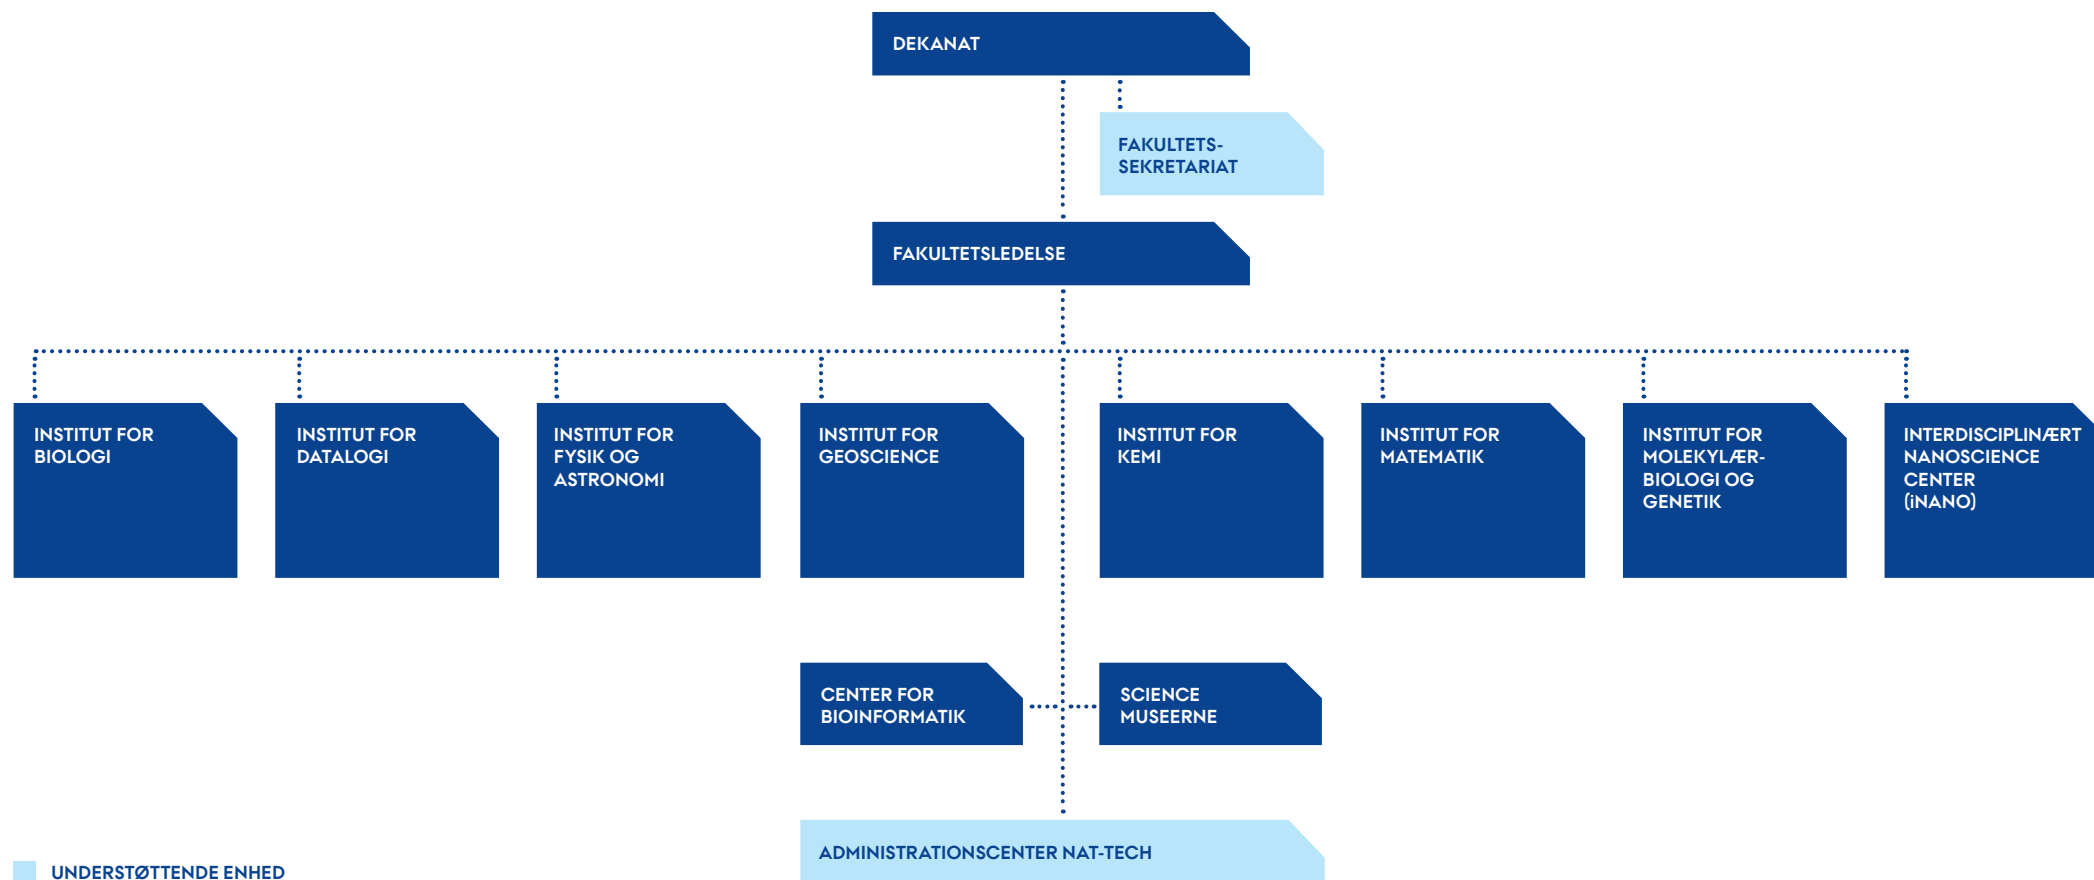 DEKANAT
FAKULTETS-
SEKRETARIAT
FAKULTETSLEDELSE
INSTITUT FOR
BIOLOGI
INSTITUT FOR
DATALOGI
INSTITUT FOR
FYSIK OG
ASTRONOMI
INSTITUT FOR
GEOSCIENCE
INSTITUT FOR
KEMI
INSTITUT FOR
MATEMATIK
INSTITUT FOR
MOLEKYLÆR-
BIOLOGI OG
GENETIK
INTERDISCIPLINÆRT
NANOSCIENCE
CENTER
(iNANO)
CENTER FOR
BIOINFORMATIK
SCIENCE
MUSEERNE
ADMINISTRATIONSCENTER NAT-TECH
UNDERSTØTTENDE ENHED